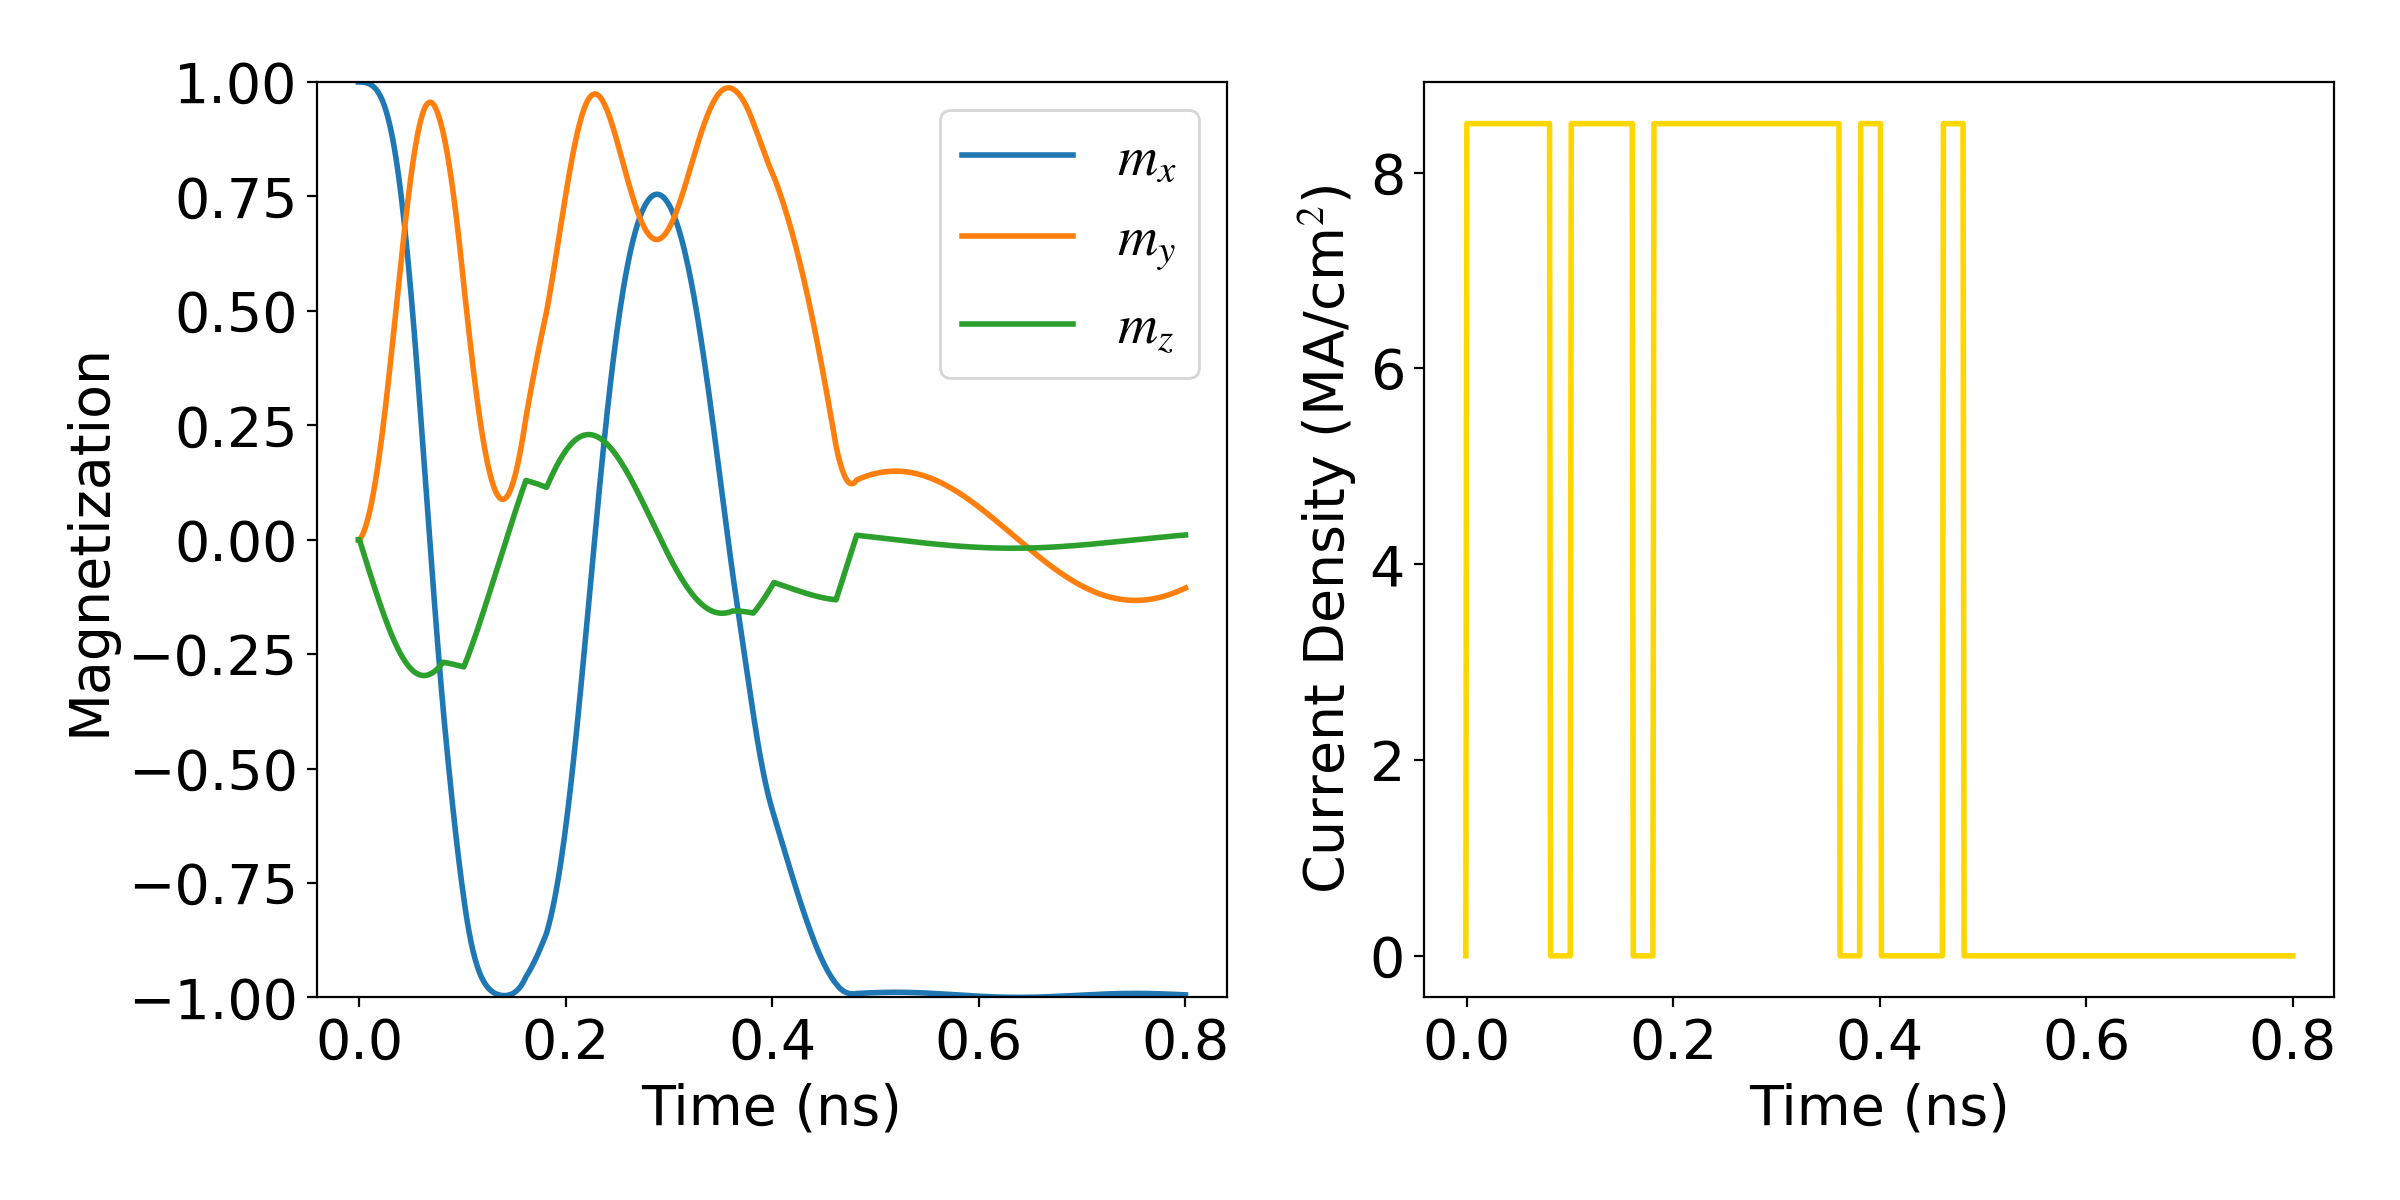 1.00
0.75
0.50
0.25
0.00
−0.25
−0.50
−0.75
−1.00
Magnetization
0.0 0.2 0.4 0.6 0.8
Time (ns)
m_x
m_y
m_z
8
6
4
2
0
Current Density (MA/cm²)
0.0 0.2 0.4 0.6 0.8
Time (ns)